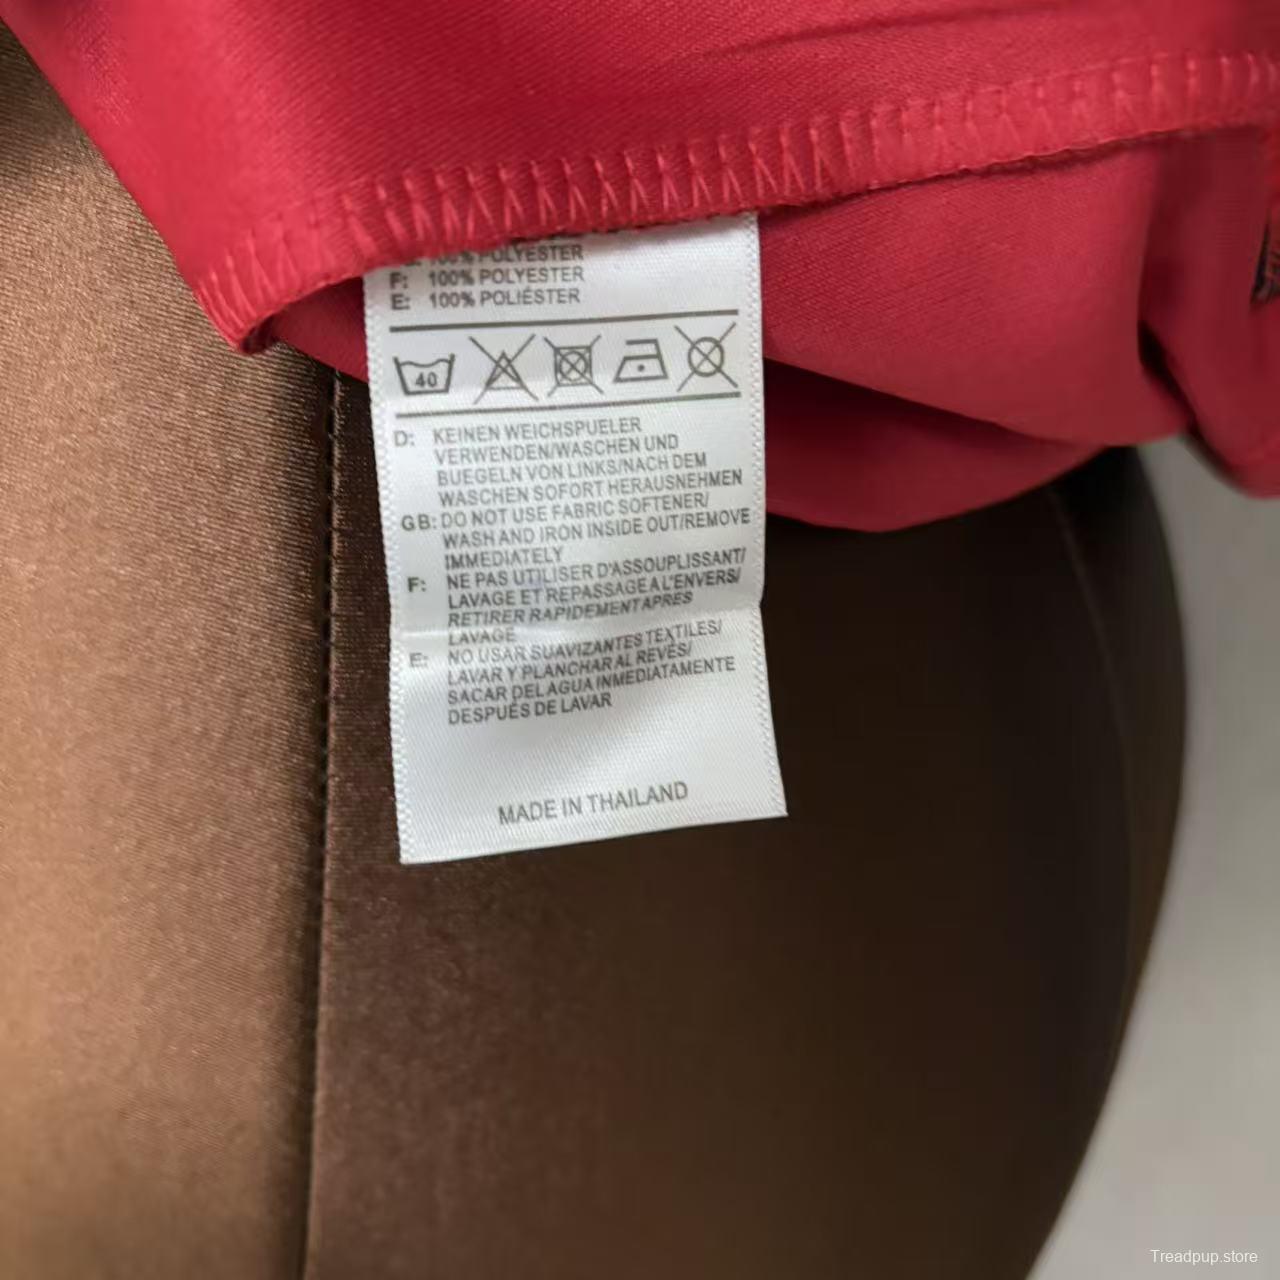 100% POLYESTER
F: 100% POLYESTER
E: 100% POLIÉSTER
40
D: KEINEN WEICHSPUELER
VERWENDEN/WASCHEN UND
BUEGELN VON LINKS/NACH DEM
WASCHEN SOFORT HERAUSNEHMEN
GB: DO NOT USE FABRIC SOFTENER/
WASH AND IRON INSIDE OUT/REMOVE
IMMEDIATELY
F: NE PAS UTILISER D'ASSOUPLISSANT/
LAVAGE ET REPASSAGE A L'ENVERS/
RETIRER RAPIDEMENT APRES
LAVAGE
E: NO USAR SUAVIZANTES TEXTILES/
LAVAR Y PLANCHAR AL REVÉS/
SACAR DEL AGUA INMEDIATAMENTE
DESPUÉS DE LAVAR
MADE IN THAILAND
Treadpup.store